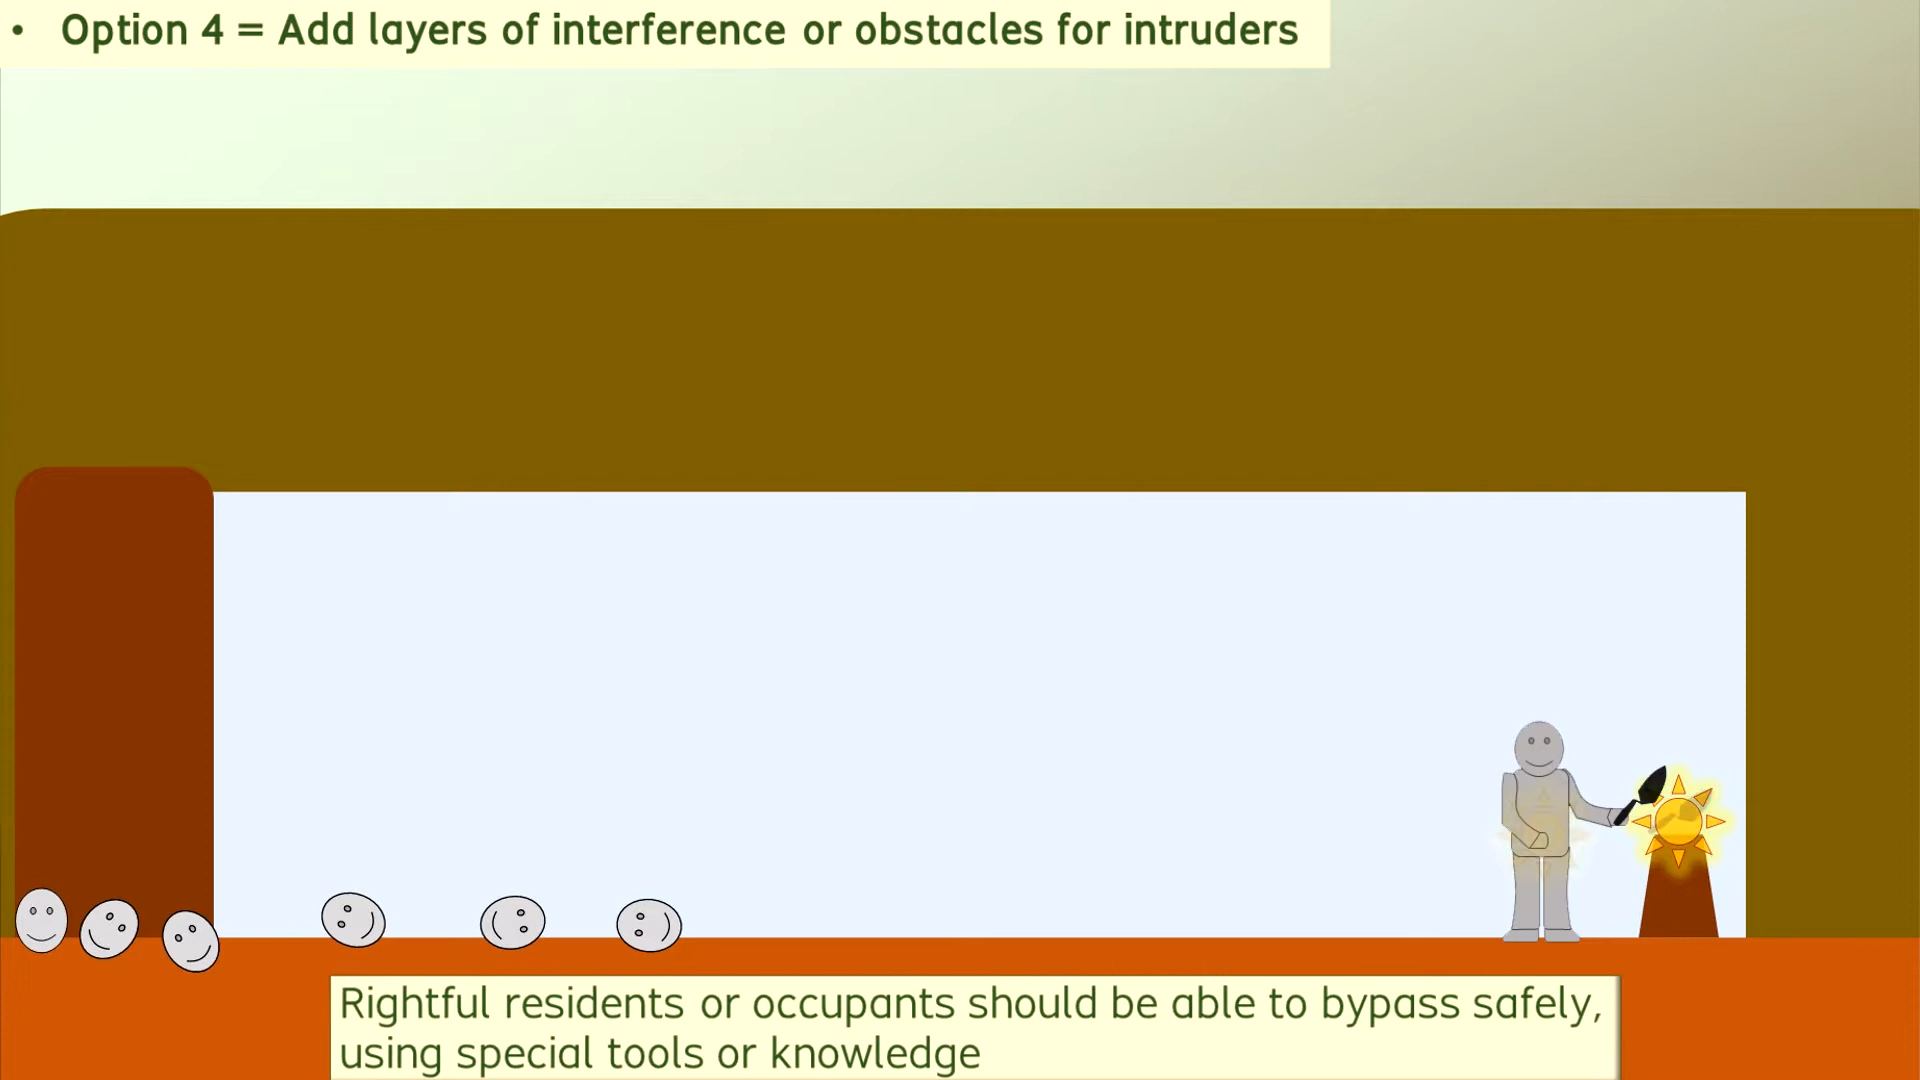 • Option 4 = Add layers of interference or obstacles for intruders
Rightful residents or occupants should be able to bypass safely,
using special tools or knowledge